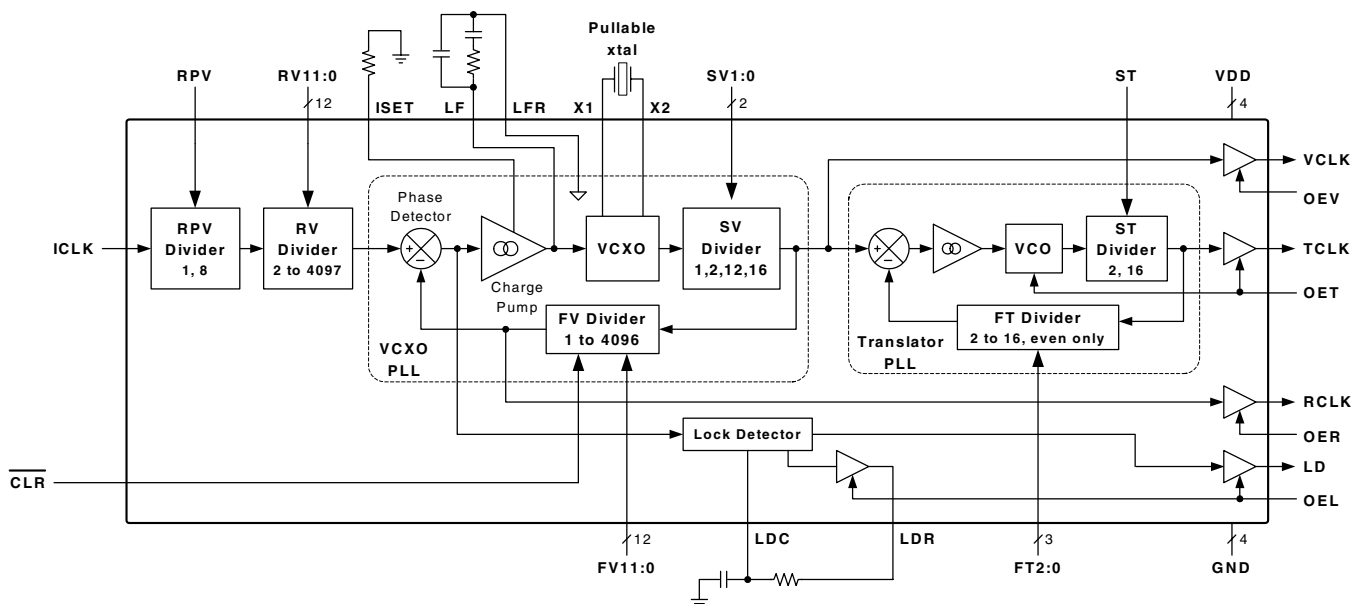 Pullable
xtal
RPV
RV11:0
12
ISET
LF
LFR
X1
X2
SV1:0
2
ST
VDD
4
VCLK
OEV
Phase
Detector
ICLK
RPV
Divider
1, 8
RV
Divider
2 to 4097
+
−
Charge
Pump
VCXO
SV
Divider
1,2,12,16
+
−
VCO
ST
Divider
2, 16
TCLK
OET
FV Divider
1 to 4096
VCXO
PLL
FT Divider
2 to 16, even only
Translator
PLL
RCLK
OER
Lock Detector
LD
OEL
CLR
12
FV11:0
LDC
LDR
3
FT2:0
4
GND